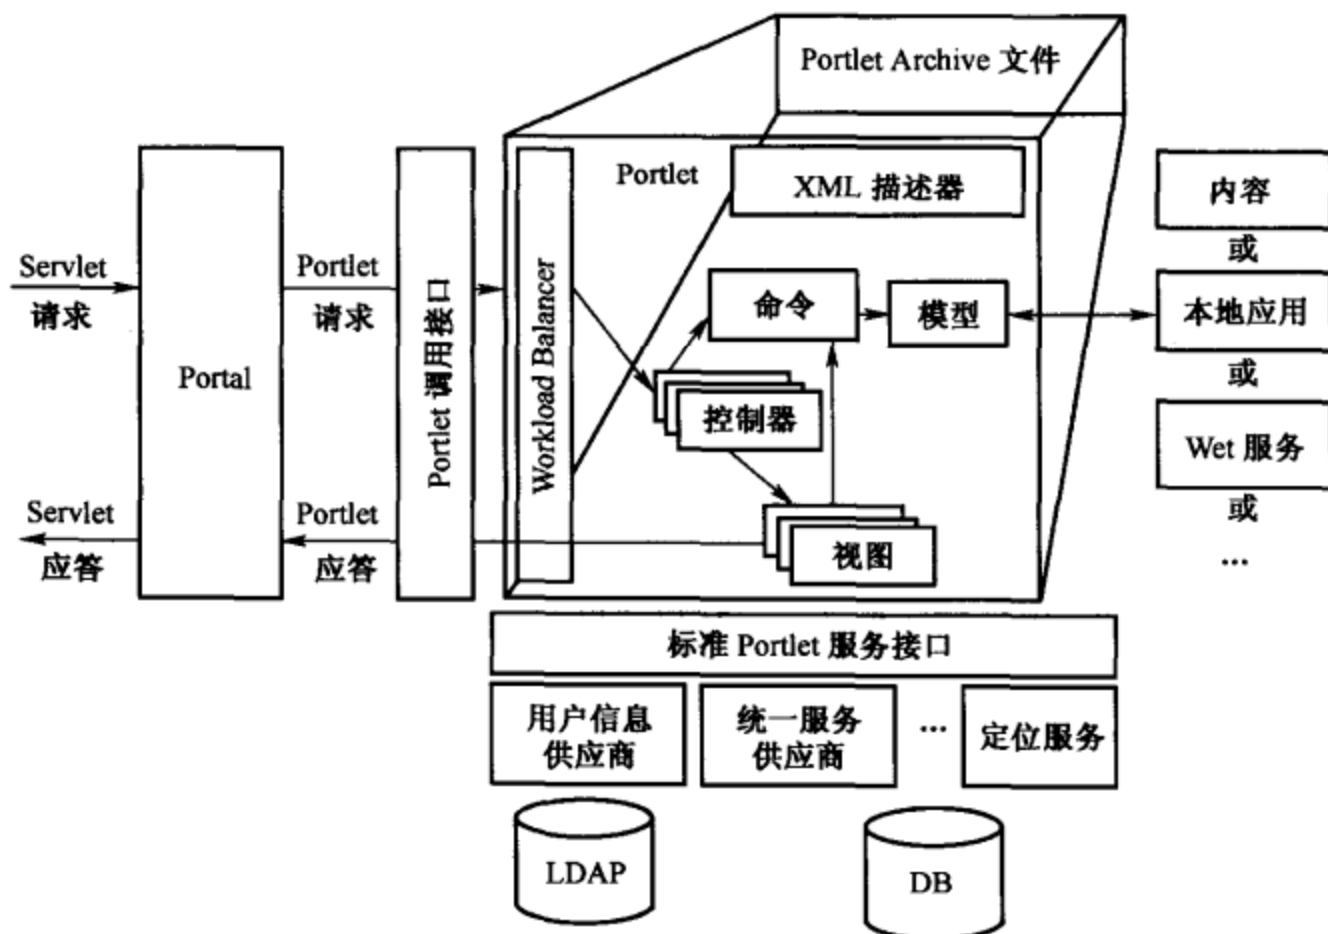 Portlet Archive 文件
Portlet
XML 描述器
Servlet
请求
Portal
Portlet
请求
Portlet 调用接口
Workload Balancer
命令
模型
控制器
视图
Servlet
应答
Portlet
应答
内容
或
本地应用
或
Wet 服务
或
...
标准 Portlet 服务接口
用户信息
供应商
统一服务
供应商
...
定位服务
LDAP
DB